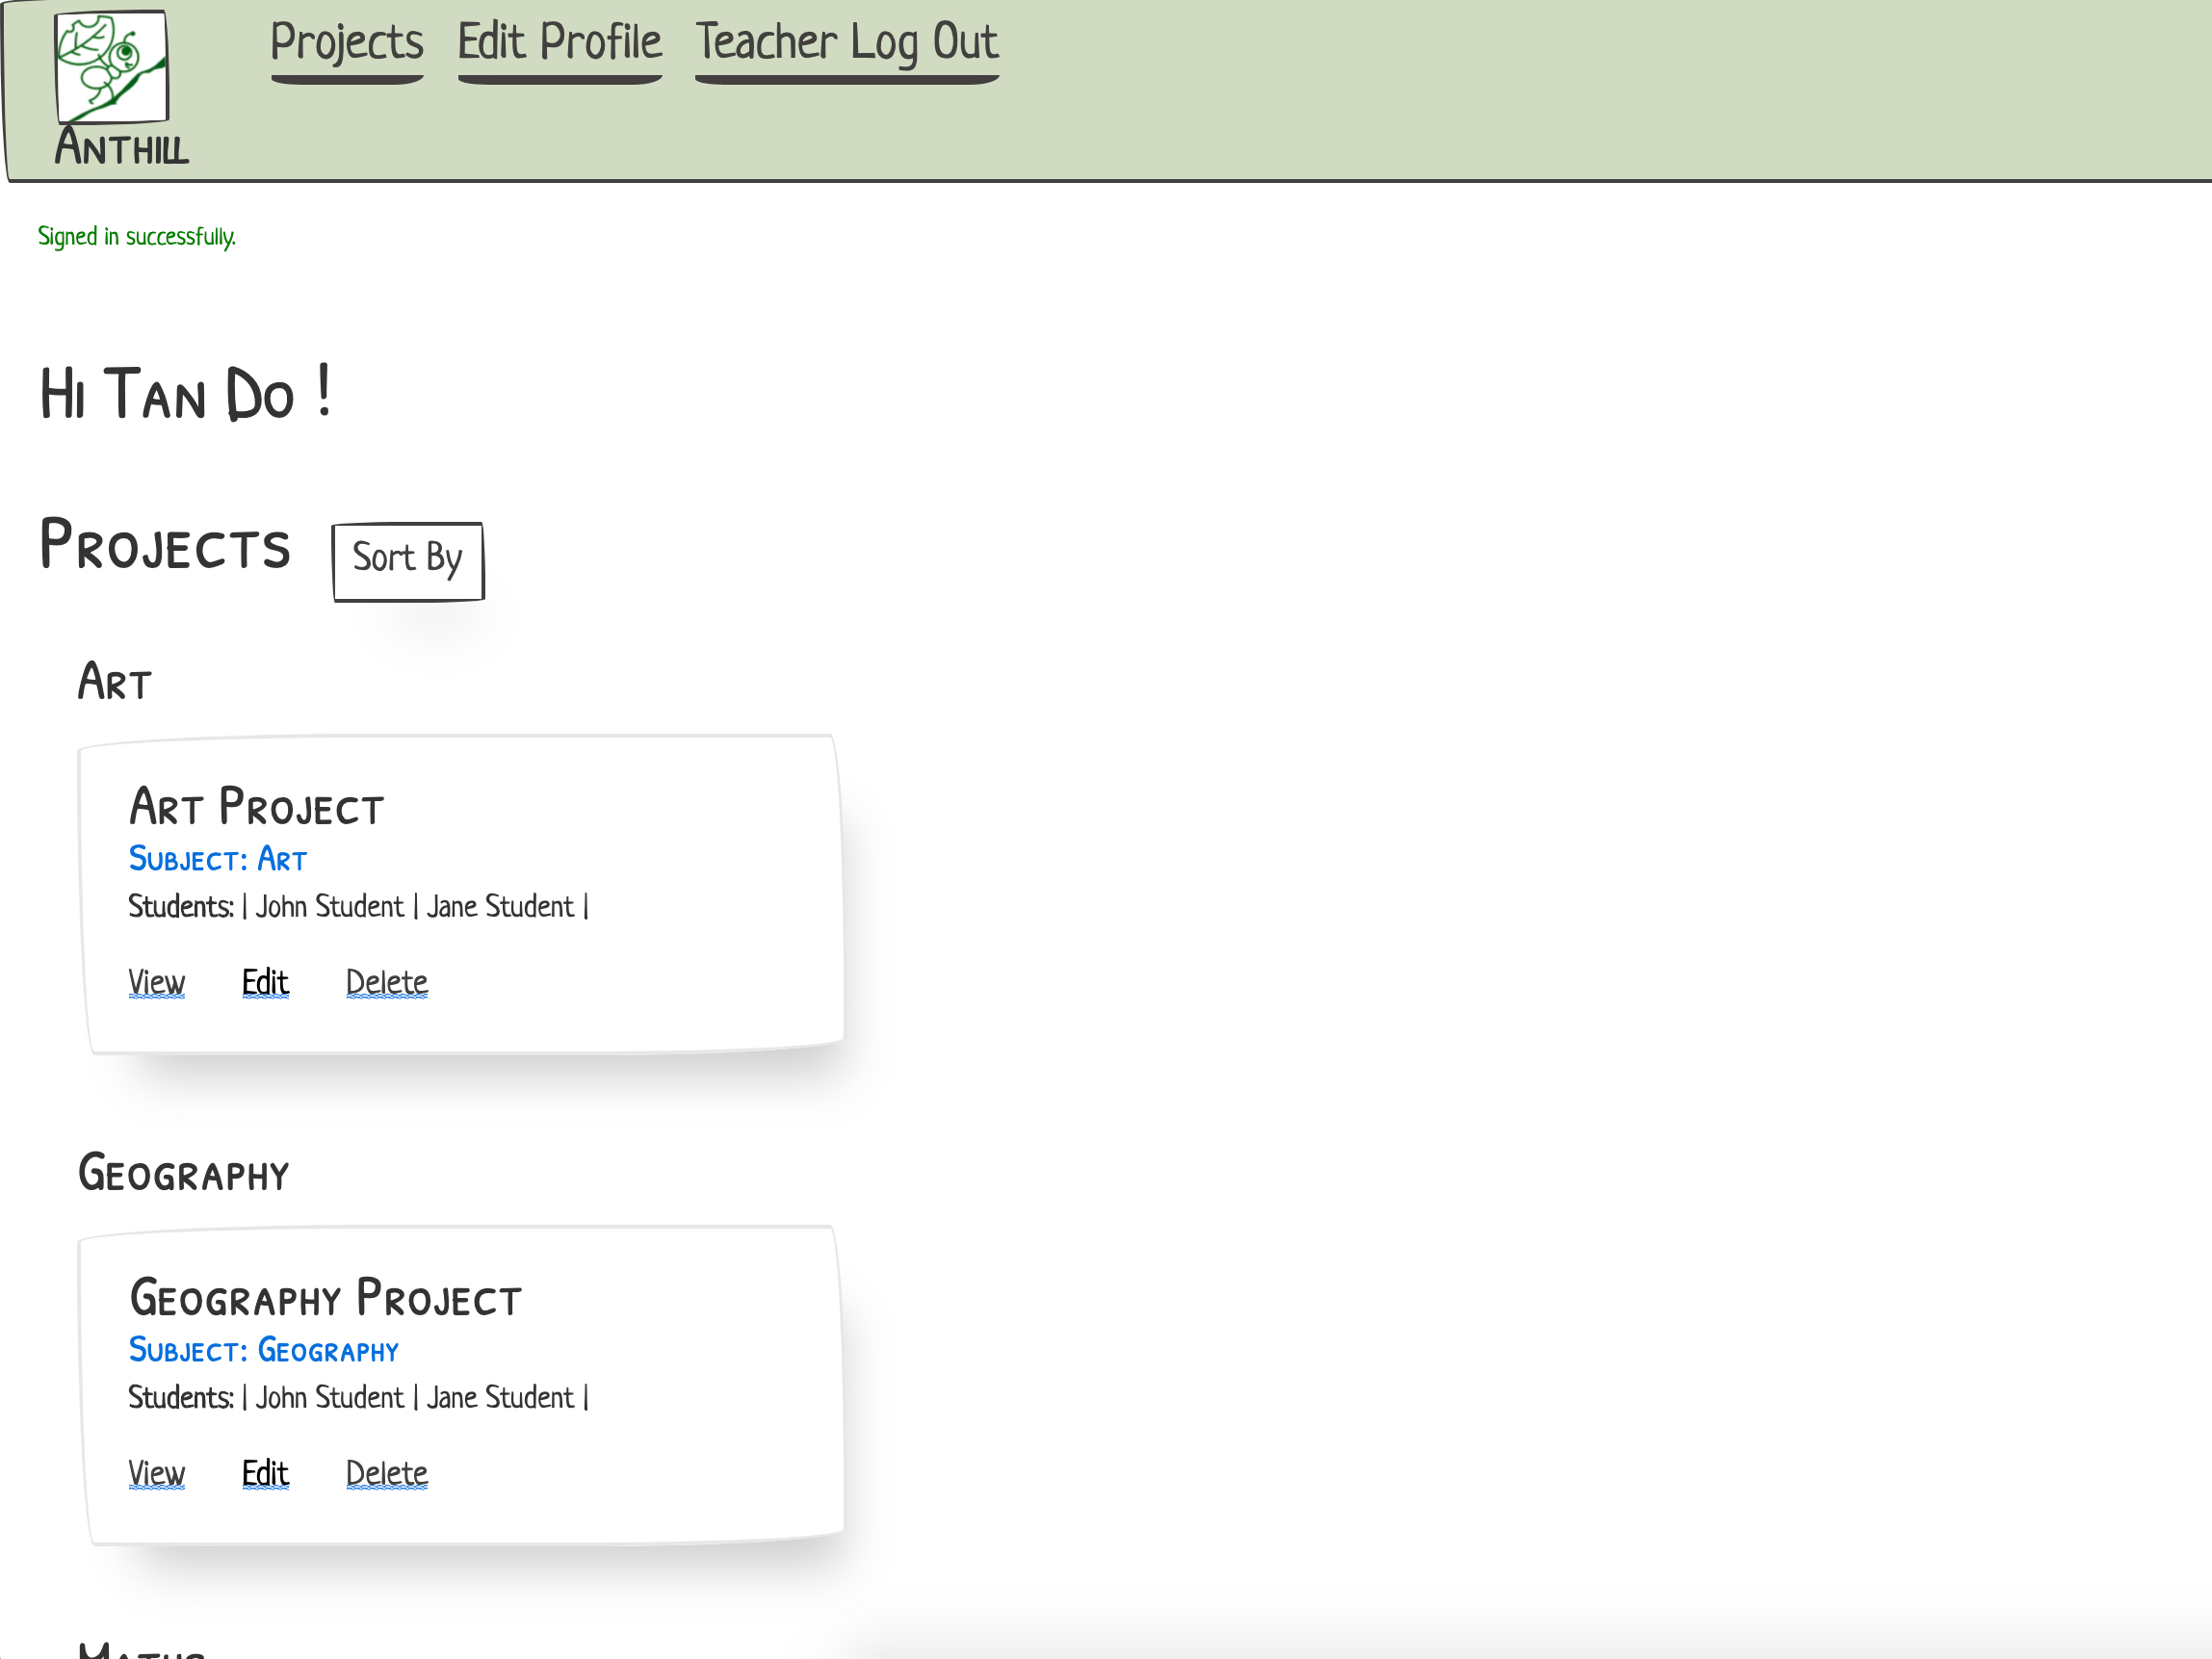 Projects Edit Profile Teacher Log Out
Anthill
Signed in successfully.
Hi Tan Do !
Projects Sort By
Art
Art Project
Subject: Art
Students: | John Student | Jane Student |
View Edit Delete
Geography
Geography Project
Subject: Geography
Students: | John Student | Jane Student |
View Edit Delete
Maths